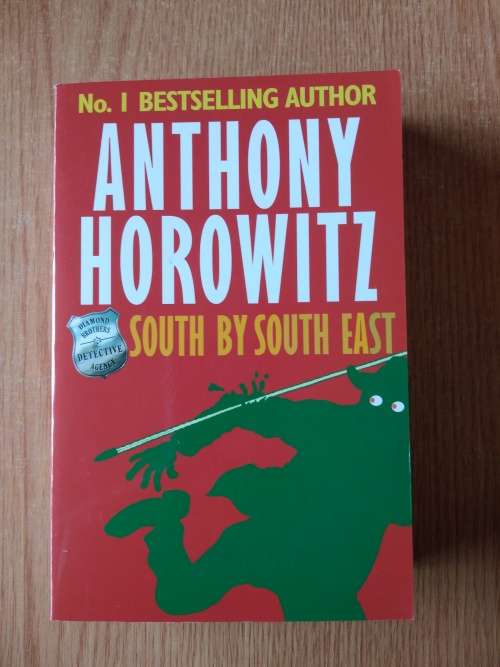 No. 1 BESTSELLING AUTHOR
ANTHONY
HOROWITZ
DIAMOND
BROTHERS
DETECTIVE
AGENCY
SOUTH BY SOUTH EAST